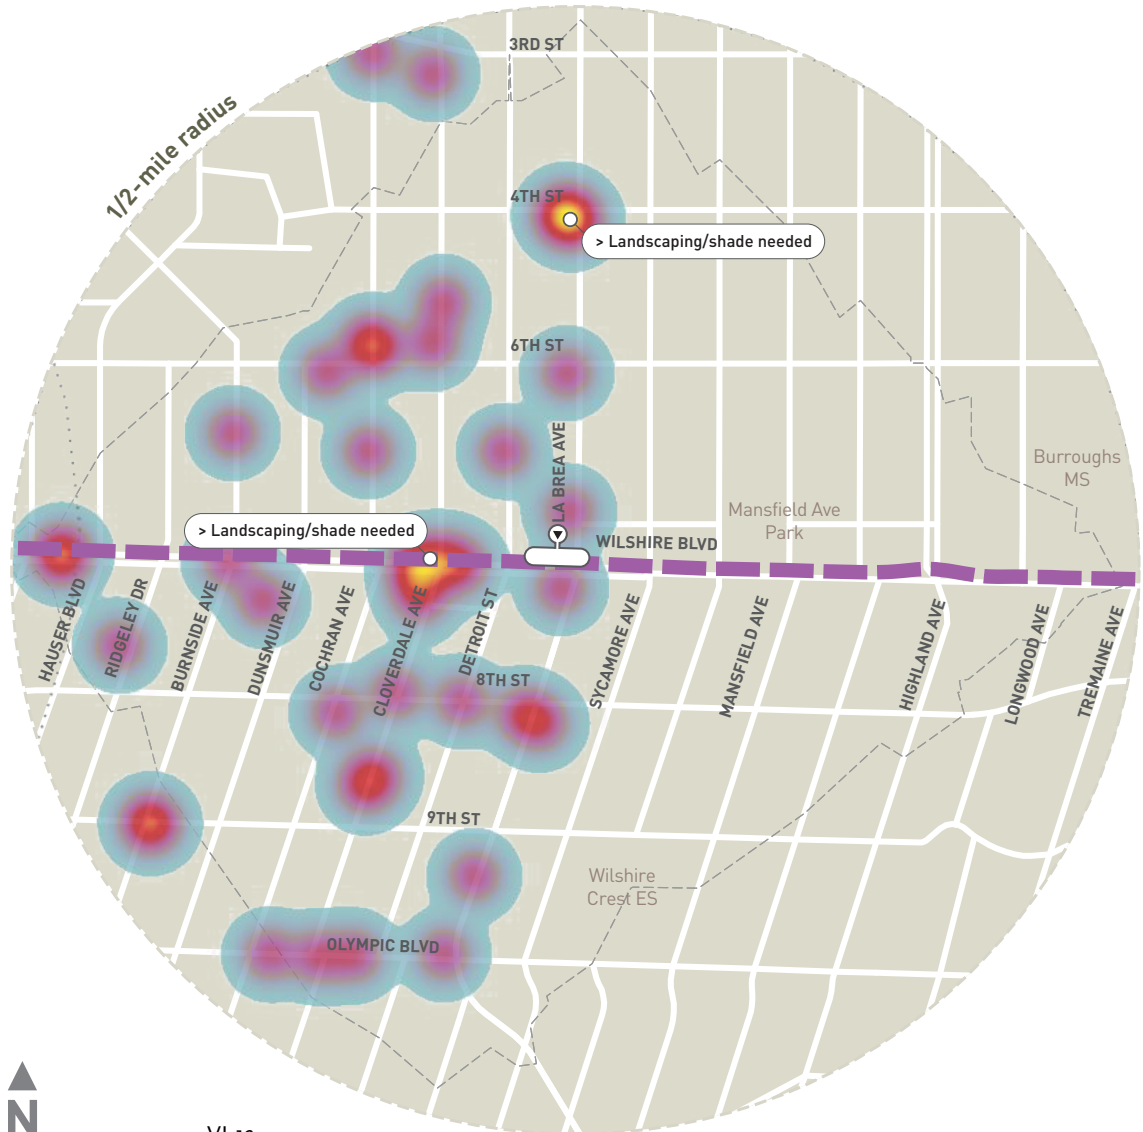 3RD ST
1/2-mile radius
4TH ST
> Landscaping/shade needed
6TH ST
LA BREA AVE
Burroughs
MS
Mansfield Ave
Park
> Landscaping/shade needed
WILSHIRE BLVD
HAUSER BLVD
RIDGELEY DR
BURNSIDE AVE
DUNSMUIR AVE
COCHRAN AVE
CLOVERDALE AVE
DETROIT ST
SYCAMORE AVE
MANSFIELD AVE
HIGHLAND AVE
LONGWOOD AVE
TREMAINE AVE
8TH ST
9TH ST
Wilshire
Crest ES
OLYMPIC BLVD
N